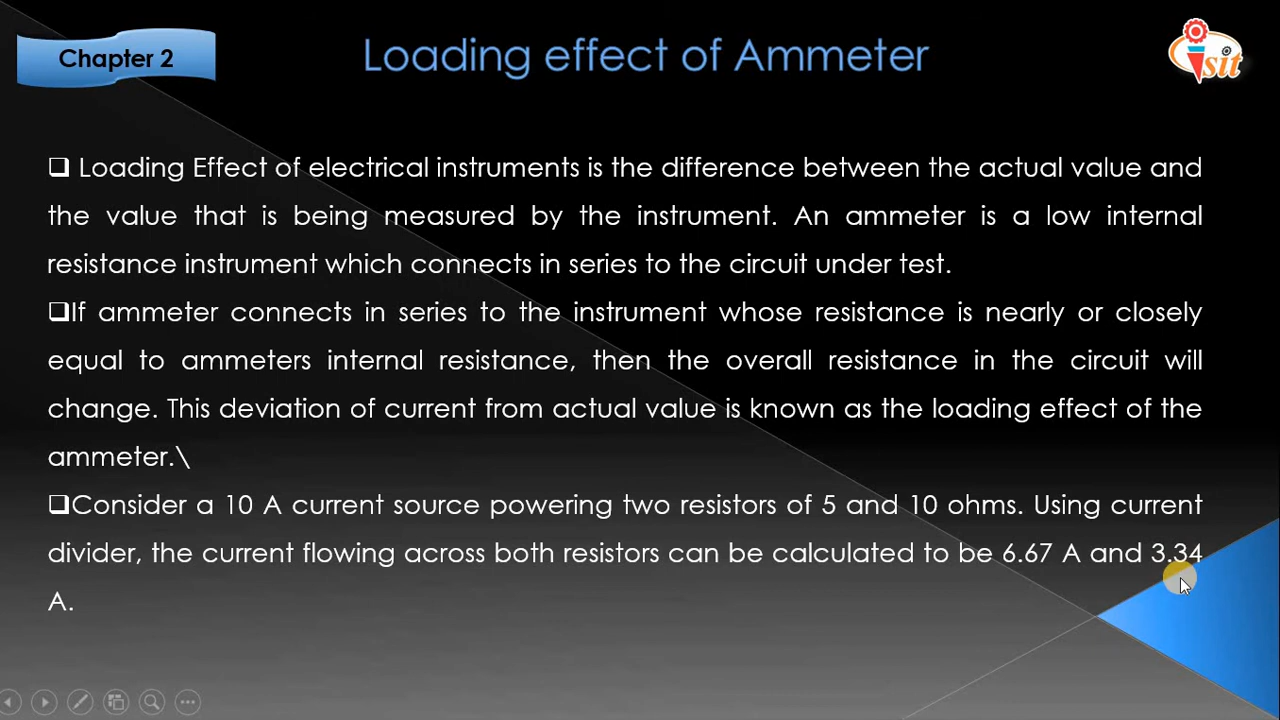 Chapter 2
Loading effect of Ammeter
sit
❑ Loading Effect of electrical instruments is the difference between the actual value and
the value that is being measured by the instrument. An ammeter is a low internal
resistance instrument which connects in series to the circuit under test.
❑If ammeter connects in series to the instrument whose resistance is nearly or closely
equal to ammeters internal resistance, then the overall resistance in the circuit will
change. This deviation of current from actual value is known as the loading effect of the
ammeter.\
❑Consider a 10 A current source powering two resistors of 5 and 10 ohms. Using current
divider, the current flowing across both resistors can be calculated to be 6.67 A and 3.34
A.